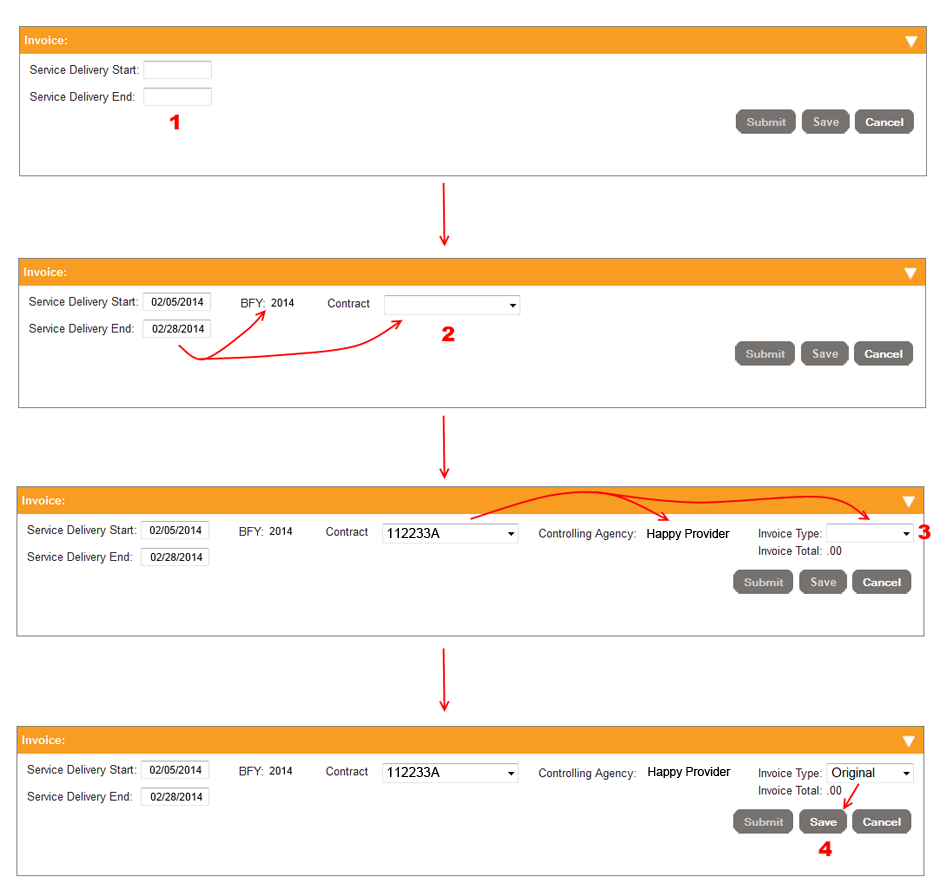 Invoice:
Service Delivery Start:
Service Delivery End:
1
Submit Save Cancel
Invoice:
Service Delivery Start: 02/05/2014 BFY: 2014 Contract
Service Delivery End: 02/28/2014
2
Submit Save Cancel
Invoice:
Service Delivery Start: 02/05/2014 BFY: 2014 Contract 112233A Controlling Agency: Happy Provider Invoice Type: 3
Service Delivery End: 02/28/2014 Invoice Total: .00
Submit Save Cancel
Invoice:
Service Delivery Start: 02/05/2014 BFY: 2014 Contract 112233A Controlling Agency: Happy Provider Invoice Type: Original
Service Delivery End: 02/28/2014 Invoice Total: .00
Submit Save Cancel
4